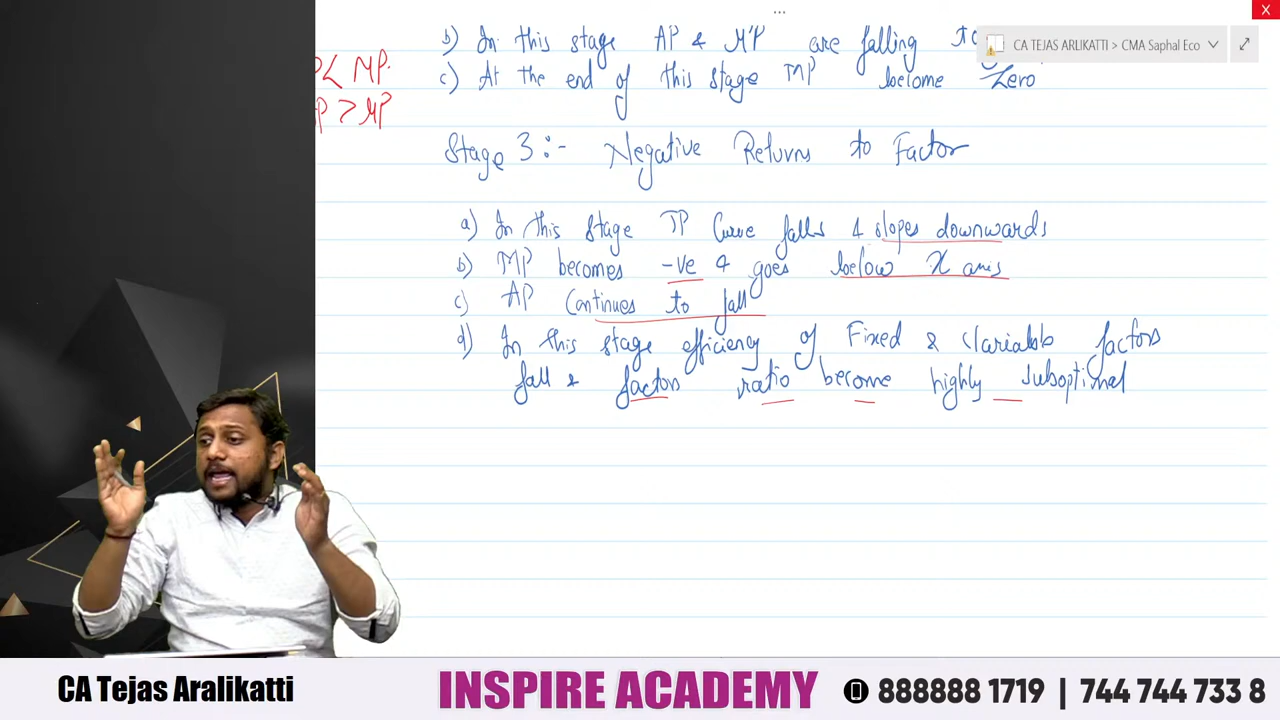 b) In this stage AP & MP are falling
CA TEJAS ARLIKATTI > CMA Saphal Eco
< MP.
c) At the end of this stage MP become Zero
P > MP
Stage 3 :- Negative Returns to Factor
a) In this stage TP Curve falls & slopes downwards
b) MP becomes -ve & goes below X axis
c) AP Continues to fall
d) In this stage efficiency of Fixed & Variable factors
fall & factors ratio become highly suboptimal
CA Tejas Aralikatti
INSPIRE ACADEMY
888888 1719 | 744 744 733 8